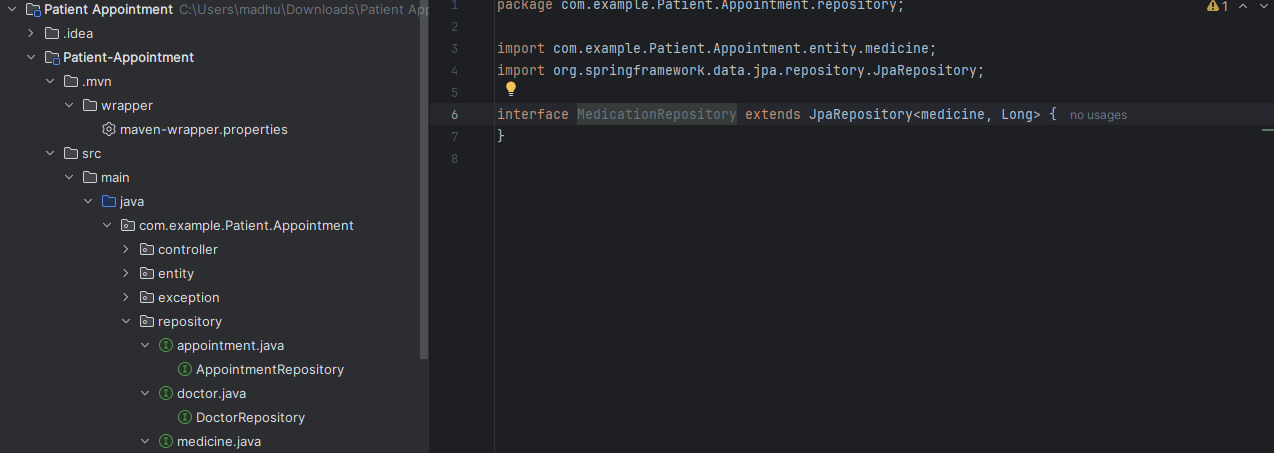 Patient Appointment C:\Users\madhu\Downloads\Patient App
.idea
Patient-Appointment
.mvn
wrapper
maven-wrapper.properties
src
main
java
com.example.Patient.Appointment
controller
entity
exception
repository
appointment.java
AppointmentRepository
doctor.java
DoctorRepository
medicine.java
1 package com.example.Patient.Appointment.repository;
1
2
3 import com.example.Patient.Appointment.entity.medicine;
4 import org.springframework.data.jpa.repository.JpaRepository;
5
6 interface MedicationRepository extends JpaRepository<medicine, Long> { no usages
7 }
8